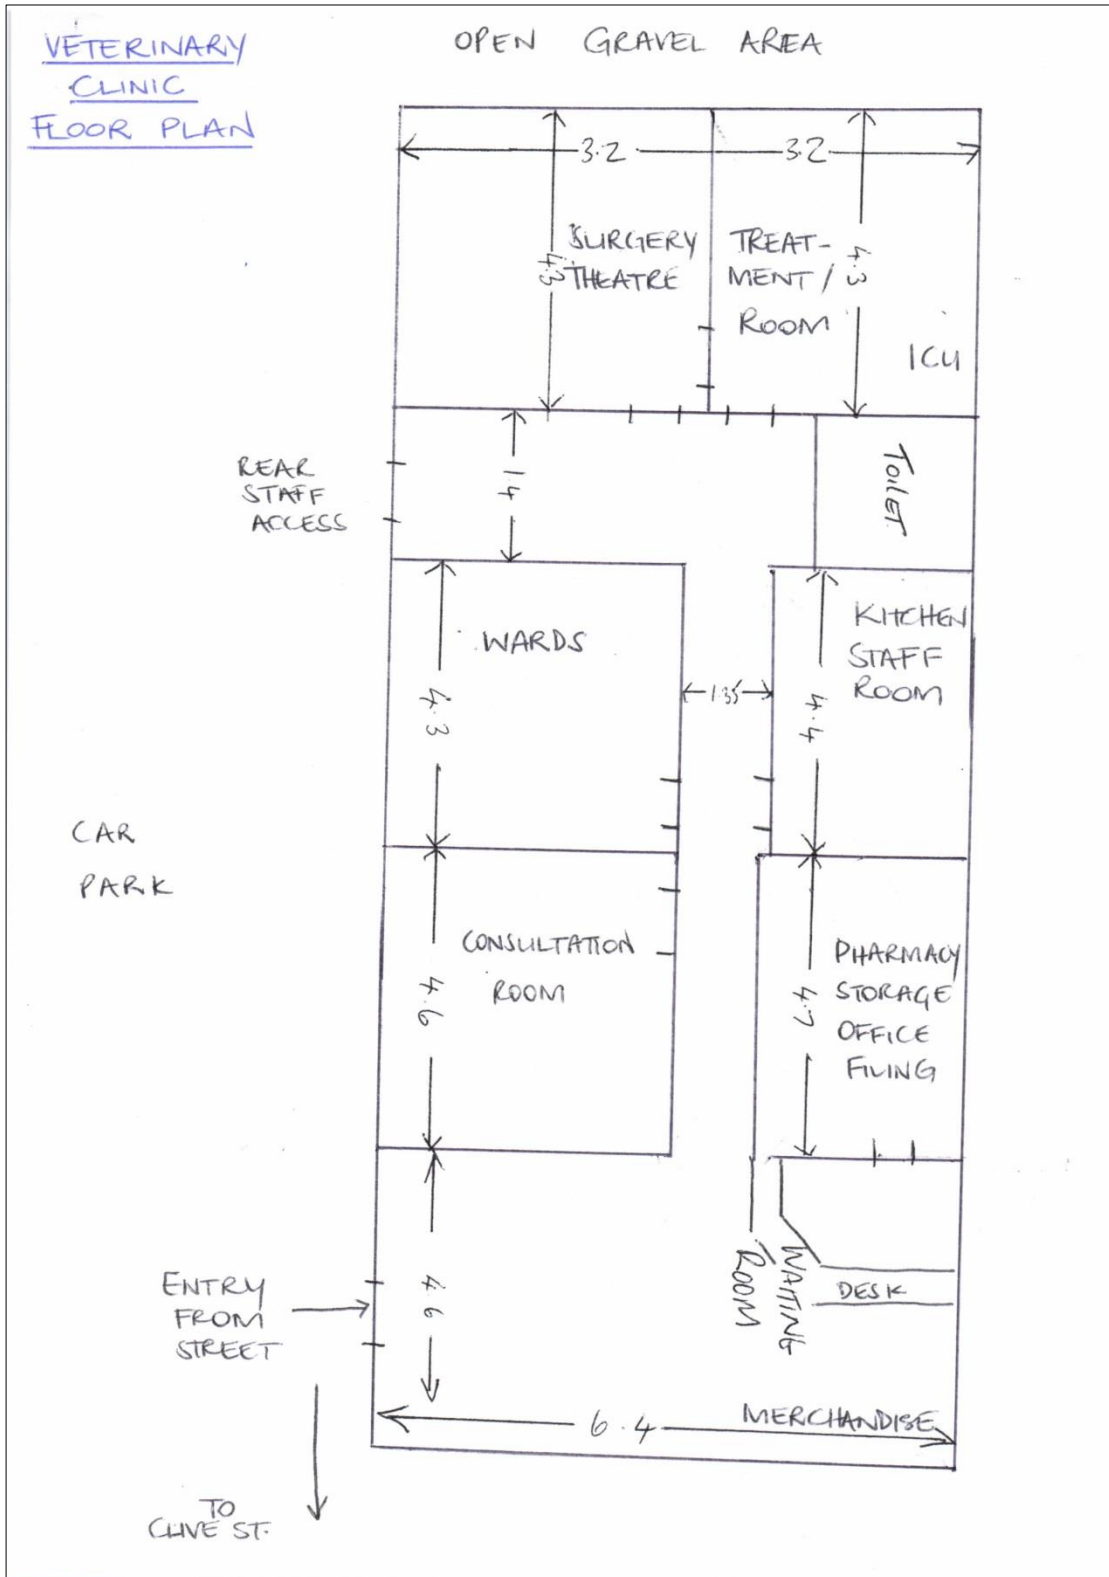 VETERINARY
CLINIC
FLOOR PLAN
OPEN GRAVEL AREA
3.2
3.2
4.3
4.3
SURGERY
THEATRE
TREAT-
MENT /
ROOM
ICU
REAR
STAFF
ACCESS
1.4
TOILET
WARDS
4.3
1.35
KITCHEN
STAFF
ROOM
4.4
CAR
PARK
CONSULTATION
ROOM
4.6
PHARMACY
STORAGE
OFFICE
FILING
4.7
ENTRY
FROM
STREET
4.6
WAITING
ROOM
DESK
6.4
MERCHANDISE
TO
CLIVE ST.